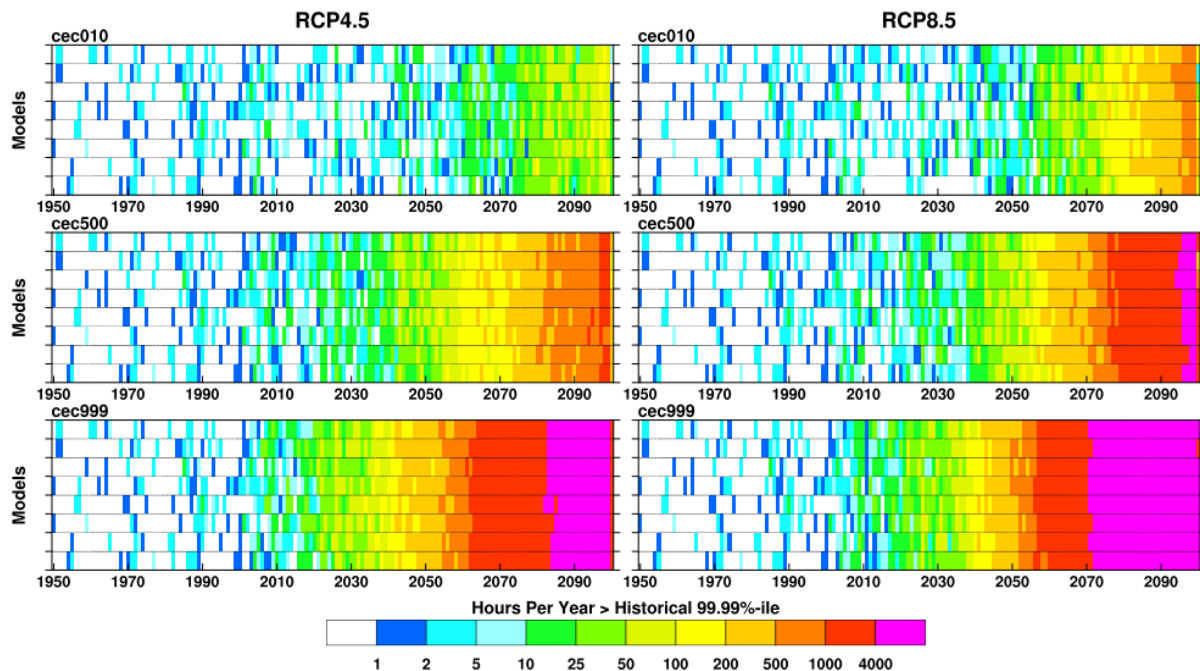 RCP4.5 RCP8.5
cec010 cec010
Models
1950 1970 1990 2010 2030 2050 2070 2090 1950 1970 1990 2010 2030 2050 2070 2090
cec500 cec500
Models
1950 1970 1990 2010 2030 2050 2070 2090 1950 1970 1990 2010 2030 2050 2070 2090
cec999 cec999
Models
1950 1970 1990 2010 2030 2050 2070 2090 1950 1970 1990 2010 2030 2050 2070 2090
Hours Per Year > Historical 99.99%-ile
1 2 5 10 25 50 100 200 500 1000 4000